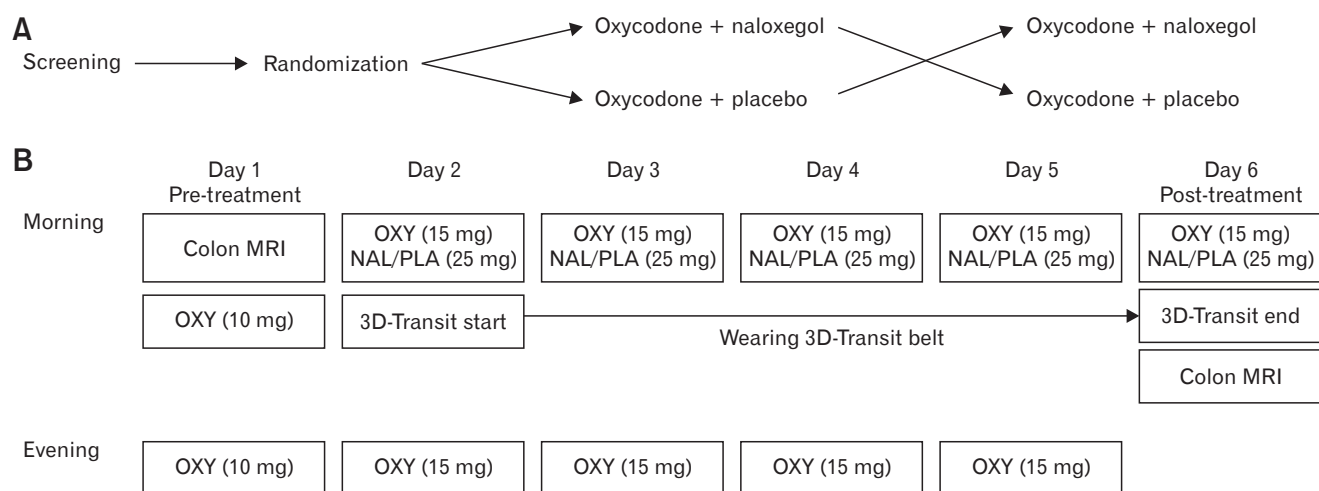 A
Screening
Randomization
Oxycodone + naloxegol
Oxycodone + placebo
Oxycodone + naloxegol
Oxycodone + placebo
B
Day 1
Pre-treatment
Day 2
Day 3
Day 4
Day 5
Day 6
Post-treatment
Morning
Colon MRI
OXY (15 mg)
NAL/PLA (25 mg)
OXY (15 mg)
NAL/PLA (25 mg)
OXY (15 mg)
NAL/PLA (25 mg)
OXY (15 mg)
NAL/PLA (25 mg)
OXY (15 mg)
NAL/PLA (25 mg)
OXY (10 mg)
3D-Transit start
Wearing 3D-Transit belt
3D-Transit end
Colon MRI
Evening
OXY (10 mg)
OXY (15 mg)
OXY (15 mg)
OXY (15 mg)
OXY (15 mg)